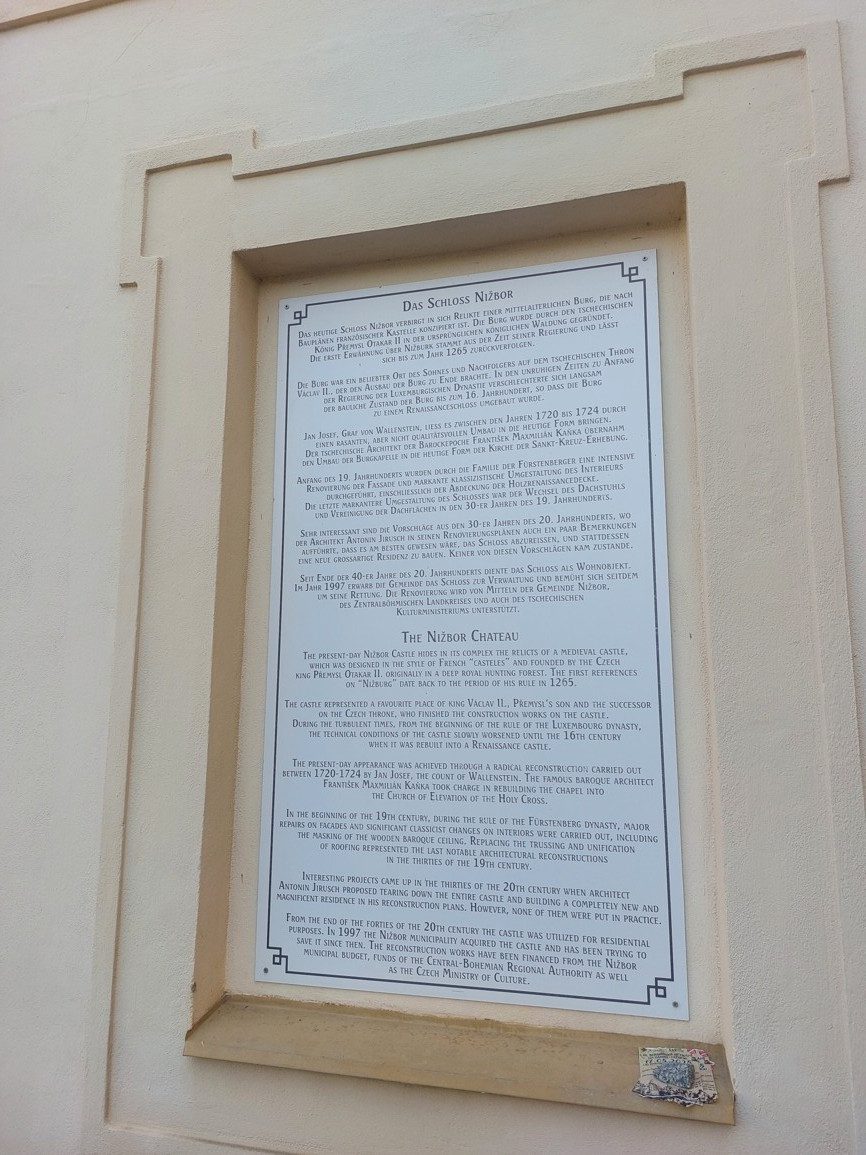 Das Schloss Nižbor
Das heutige Schloss Nižbor verbirgt in sich Relikte einer mittelalterlichen Burg, die nach
Bauplänen französischer Kastelle konzipiert ist. Die Burg wurde durch den tschechischen
König Přemysl Otakar II in der ursprünglichen königlichen Waldung gegründet.
Die erste Erwähnung über Nižburk stammt aus der Zeit seiner Regierung und lässt
sich bis zum Jahr 1265 zurückverfolgen.
Die Burg war ein beliebter Ort des Sohnes und Nachfolgers auf dem tschechischen Thron
Václav II., der den Ausbau der Burg zu Ende brachte. In den unruhigen Zeiten zu Anfang
der Regierung der Luxemburgischen Dynastie verschlechterte sich langsam
der bauliche Zustand der Burg bis zum 16. Jahrhundert, so dass die Burg
zu einem Renaissanceschloss umgebaut wurde.
Jan Josef, Graf von Wallenstein, liess es zwischen den Jahren 1720 bis 1724 durch
einen rasanten, aber nicht qualitätsvollen Umbau in die heutige Form bringen.
Der tschechische Architekt der Barockepoche František Maxmilián Kaňka übernahm
den Umbau der Burgkapelle in die heutige Form der Kirche der Sankt-Kreuz-Erhebung.
Anfang des 19. Jahrhunderts wurden durch die Familie der Fürstenberger eine intensive
Renovierung der Fassade und markante klassizistische Umgestaltung des Interieurs
durchgeführt, einschliesslich der Abdeckung der Holzrenaissancedecke.
Die letzte markantere Umgestaltung des Schlosses war der Wechsel des Dachstuhls
und Vereinigung der Dachflächen in den 30-er Jahren des 19. Jahrhunderts.
Sehr interessant sind die Vorschläge aus den 30-er Jahren des 20. Jahrhunderts, wo
der Architekt Antonin Jirusch in seinen Renovierungsplänen auch ein paar Bemerkungen
aufführte, dass es am besten gewesen wäre, das Schloss abzureissen, und stattdessen
eine neue grossartige Residenz zu bauen. Keiner von diesen Vorschlägen kam zustande.
Seit Ende der 40-er Jahre des 20. Jahrhunderts diente das Schloss als Wohnobjekt.
Im Jahr 1997 erwarb die Gemeinde das Schloss zur Verwaltung und bemüht sich seitdem
um seine Rettung. Die Renovierung wird von Mitteln der Gemeinde Nižbor,
des Zentralböhmischen Landkreises und auch des tschechischen
Kulturministeriums unterstützt.
The Nižbor Chateau
The present-day Nižbor Castle hides in its complex the relicts of a medieval castle,
which was designed in the style of French "casteles" and founded by the Czech
king Přemysl Otakar II. originally in a deep royal hunting forest. The first references
on "Nižburg" date back to the period of his rule in 1265.
The castle represented a favourite place of king Václav II., Přemysl's son and the successor
on the Czech throne, who finished the construction works on the castle.
During the turbulent times, from the beginning of the rule of the Luxembourg dynasty,
the technical conditions of the castle slowly worsened until the 16th century
when it was rebuilt into a Renaissance castle.
The present-day appearance was achieved through a radical reconstruction carried out
between 1720-1724 by Jan Josef, the count of Wallenstein. The famous baroque architect
František Maxmilián Kaňka took charge in rebuilding the chapel into
the Church of Elevation of the Holy Cross.
In the beginning of the 19th century, during the rule of the Fürstenberg dynasty, major
repairs on facades and significant classicist changes on interiors were carried out, including
the masking of the wooden baroque ceiling. Replacing the trussing and unification
of roofing represented the last notable architectural reconstructions
in the thirties of the 19th century.
Interesting projects came up in the thirties of the 20th century when architect
Antonin Jirusch proposed tearing down the entire castle and building a completely new and
magnificent residence in his reconstruction plans. However, none of them were put in practice.
From the end of the forties of the 20th century the castle was utilized for residential
purposes. In 1997 the Nižbor municipality acquired the castle and has been trying to
save it since then. The reconstruction works have been financed from the Nižbor
municipal budget, funds of the Central-Bohemian Regional Authority as well
as the Czech Ministry of Culture.